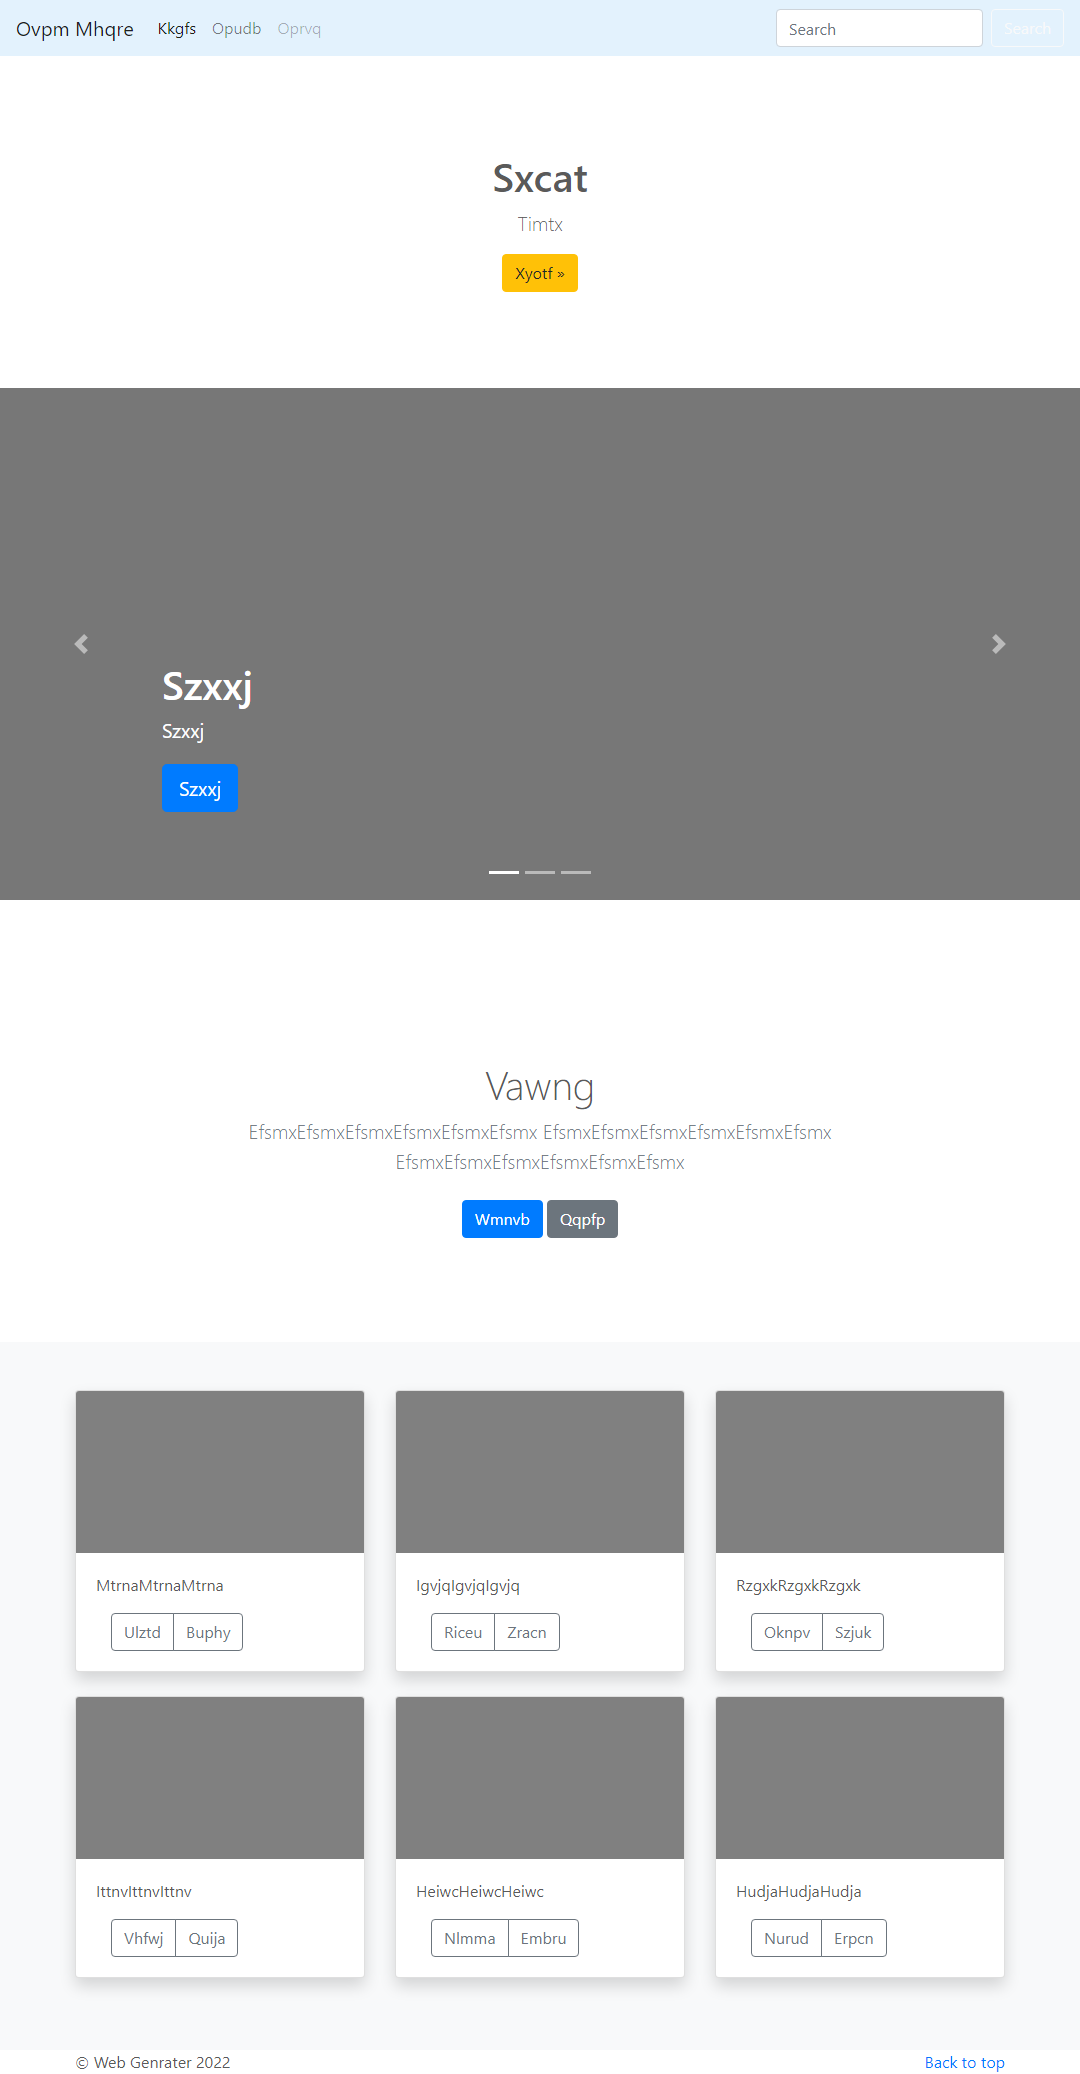 Ovpm Mhqre Kkgfs Opudb Oprvq Search Search
Sxcat
Timtx
Xyotf »
Szxxj
Szxxj
Szxxj
Vawng
EfsmxEfsmxEfsmxEfsmxEfsmxEfsmx EfsmxEfsmxEfsmxEfsmxEfsmxEfsmx
EfsmxEfsmxEfsmxEfsmxEfsmxEfsmx
Wmnvb Qqpfp
MtrnaMtrnaMtrna IgvjqIgvjqIgvjq RzgxkRzgxkRzgxk
Ulztd Buphy Riceu Zracn Oknpv Szjuk
IttnvIttnvIttnv HeiwcHeiwcHeiwc HudjaHudjaHudja
Vhfwj Quija Nlmma Embru Nurud Erpcn
© Web Genrater 2022 Back to top